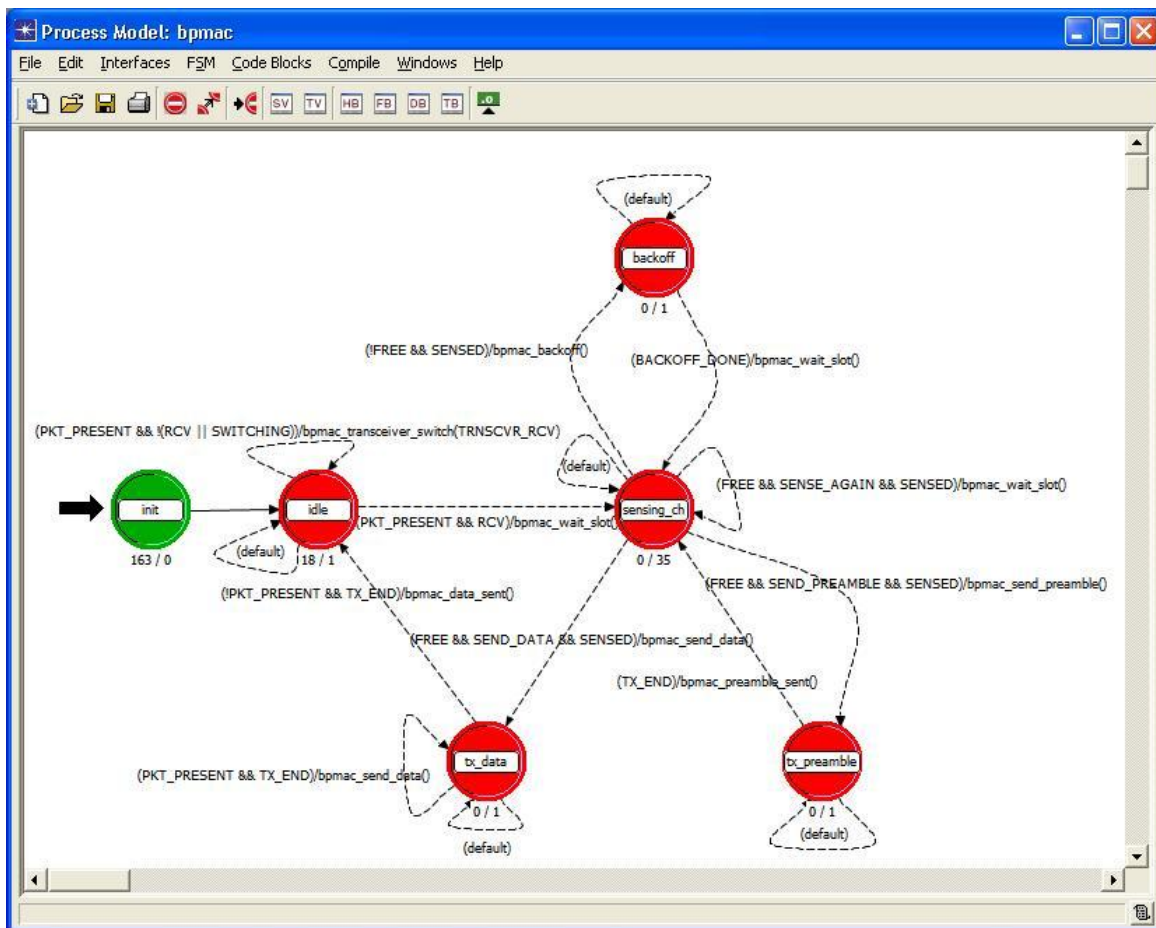 Process Model: bpmac
File Edit Interfaces FSM Code Blocks Compile Windows Help
SV TV HB FB DB TB .0
(default)
backoff
0 / 1
(!FREE && SENSED)/bpmac_backoff()
(BACKOFF_DONE)/bpmac_wait_slot()
(PKT_PRESENT && !(RCV || SWITCHING))/bpmac_transceiver_switch(TRNSCVR_RCV)
(default)
(FREE && SENSE_AGAIN && SENSED)/bpmac_wait_slot()
init
idle
sensing_ch
(PKT_PRESENT && RCV)/bpmac_wait_slot()
(default)
163 / 0
18 / 1
0 / 35
(FREE && SEND_PREAMBLE && SENSED)/bpmac_send_preamble()
(!PKT_PRESENT && TX_END)/bpmac_data_sent()
(FREE && SEND_DATA && SENSED)/bpmac_send_data()
(TX_END)/bpmac_preamble_sent()
tx_data
tx_preamble
(PKT_PRESENT && TX_END)/bpmac_send_data()
0 / 1
0 / 1
(default)
(default)